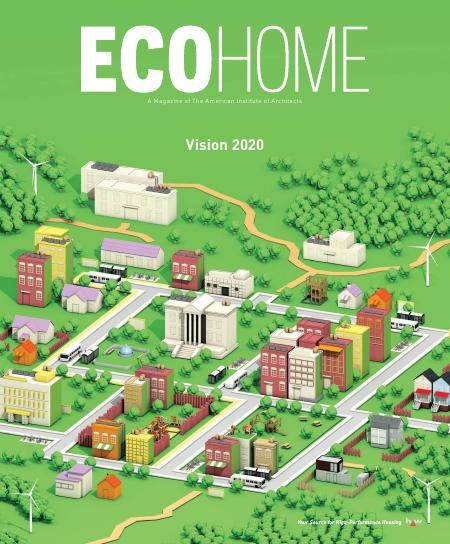 ECOHOME
A Magazine of The American Institute of Architects
Vision 2020
Your Source for High-Performance Housing